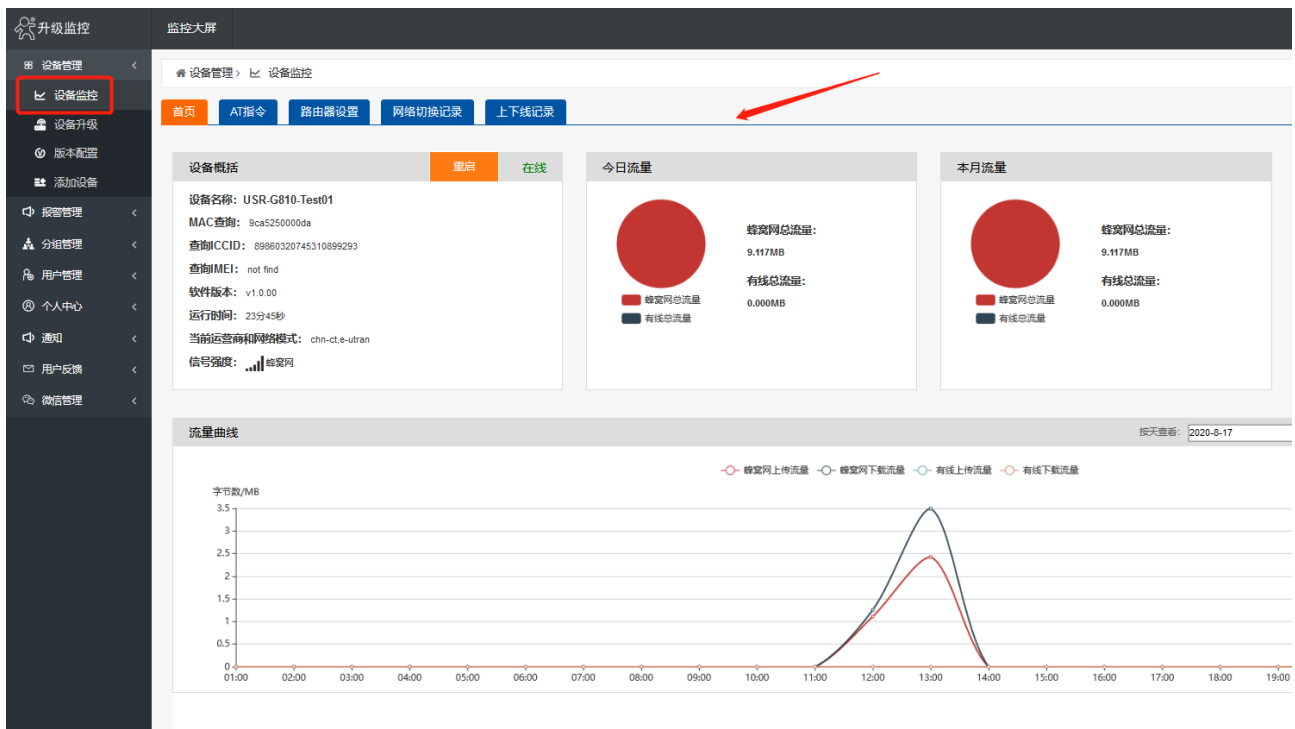 升级监控
监控大屏
设备管理
设备监控
设备升级
版本配置
添加设备
报警管理
分组管理
用户管理
个人中心
通知
用户反馈
微信管理
设备管理 > 设备监控
首页 AT指令 路由器设置 网络切换记录 上下线记录
设备概括 重启 在线
设备名称：USR-G810-Test01
MAC查询： 9ca5250000da
查询ICCID： 89860320745310899293
查询IMEI： not find
软件版本： v1.0.00
运行时间： 23分45秒
当前运营商和网络模式： chn-ct,e-utran
信号强度： 蜂窝网
今日流量
蜂窝网总流量
有线总流量
蜂窝网总流量：
9.117MB
有线总流量：
0.000MB
本月流量
蜂窝网总流量
有线总流量
蜂窝网总流量：
9.117MB
有线总流量：
0.000MB
流量曲线 按天查看： 2020-8-17
蜂窝网上传流量 蜂窝网下载流量 有线上传流量 有线下载流量
字节数/MB
3.5
3
2.5
2
1.5
1
0.5
0
01:00 02:00 03:00 04:00 05:00 06:00 07:00 08:00 09:00 10:00 11:00 12:00 13:00 14:00 15:00 16:00 17:00 18:00 19:00